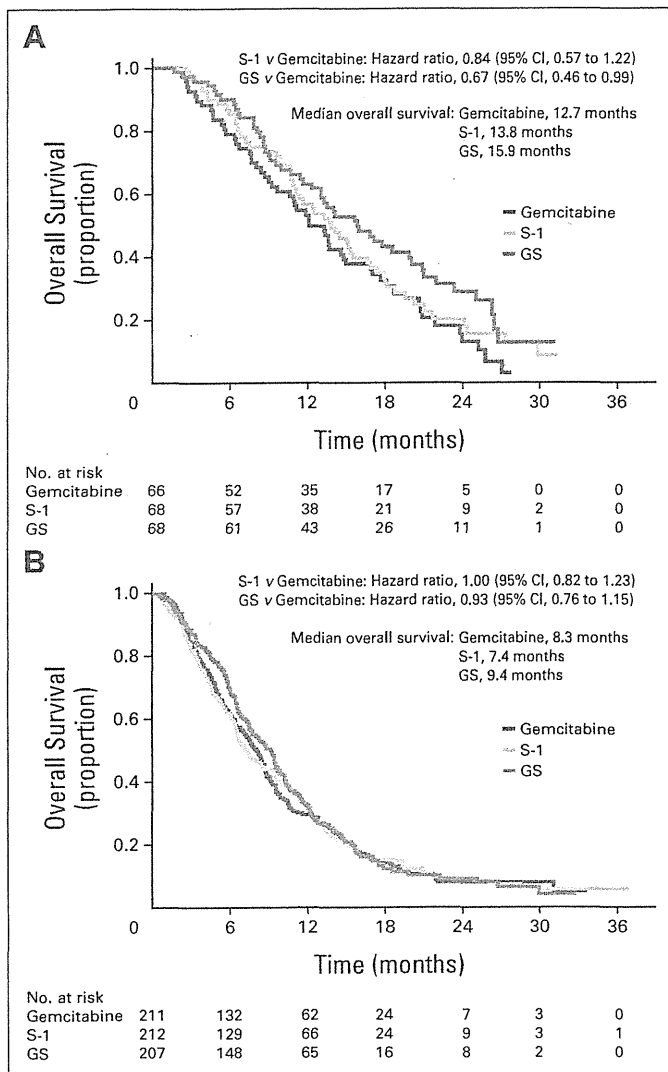 A
S-1 v Gemcitabine: Hazard ratio, 0.84 (95% CI, 0.57 to 1.22)
GS v Gemcitabine: Hazard ratio, 0.67 (95% CI, 0.46 to 0.99)
Median overall survival: Gemcitabine, 12.7 months
S-1, 13.8 months
GS, 15.9 months
Gemcitabine
S-1
GS
Overall Survival
(proportion)
1.0
0.8
0.6
0.4
0.2
0 6 12 18 24 30 36
Time (months)
No. at risk
Gemcitabine 66 52 35 17 5 0 0
S-1 68 57 38 21 9 2 0
GS 68 61 43 26 11 1 0
B
S-1 v Gemcitabine: Hazard ratio, 1.00 (95% CI, 0.82 to 1.23)
GS v Gemcitabine: Hazard ratio, 0.93 (95% CI, 0.76 to 1.15)
Median overall survival: Gemcitabine, 8.3 months
S-1, 7.4 months
GS, 9.4 months
Gemcitabine
S-1
GS
Overall Survival
(proportion)
1.0
0.8
0.6
0.4
0.2
0 6 12 18 24 30 36
Time (months)
No. at risk
Gemcitabine 211 132 62 24 7 3 0
S-1 212 129 66 24 9 3 1
GS 207 148 65 16 8 2 0